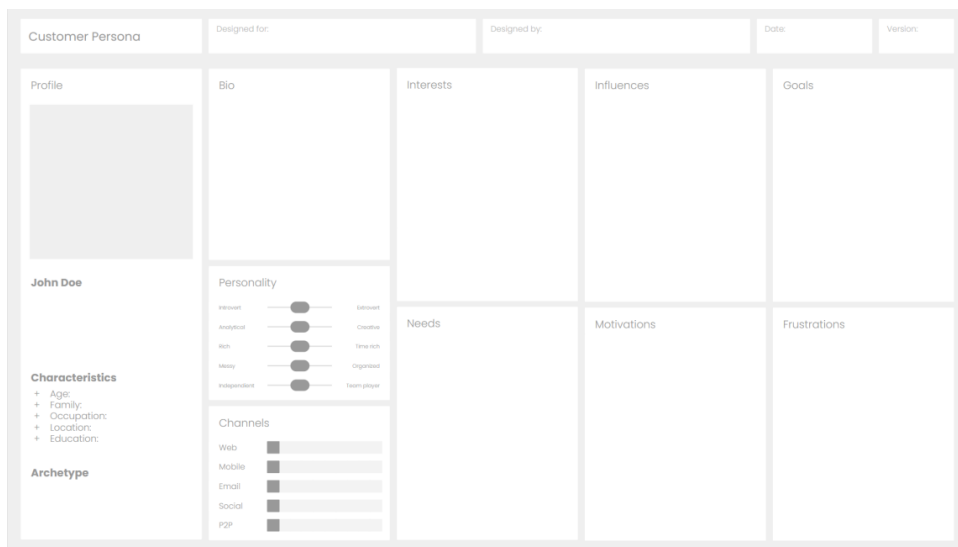 Customer Persona
Designed for:
Designed by:
Date:
Version:
Profile
John Doe
Characteristics
+ Age:
+ Family:
+ Occupation:
+ Location:
+ Education:
Archetype
Bio
Personality
Introvert Extrovert
Analytical Creative
Rich Time rich
Messy Organised
Independent Team player
Channels
Web
Mobile
Email
Social
P2P
Interests
Needs
Influences
Motivations
Goals
Frustrations